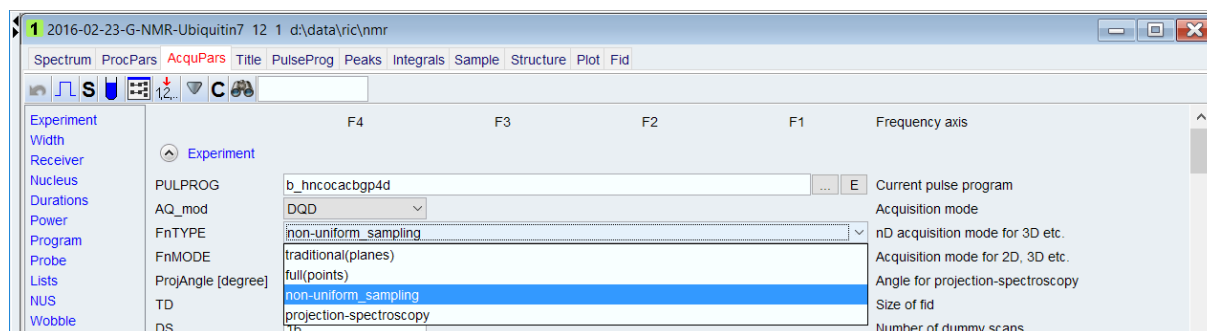 1 2016-02-23-G-NMR-Ubiquitin7 12 1 d:\data\ric\nmr
Spectrum ProcPars AcquPars Title PulseProg Peaks Integrals Sample Structure Plot Fid
S 1,2,.. C
Experiment
Width
Receiver
Nucleus
Durations
Power
Program
Probe
Lists
NUS
Wobble
F4 F3 F2 F1 Frequency axis
Experiment
PULPROG b_hncocacbgp4d ... E Current pulse program
AQ_mod DQD Acquisition mode
FnTYPE non-uniform_sampling nD acquisition mode for 3D etc.
FnMODE traditional(planes) Acquisition mode for 2D, 3D etc.
ProjAngle [degree] full(points) Angle for projection-spectroscopy
TD non-uniform_sampling Size of fid
projection-spectroscopy
DS 16 Number of dummy scans